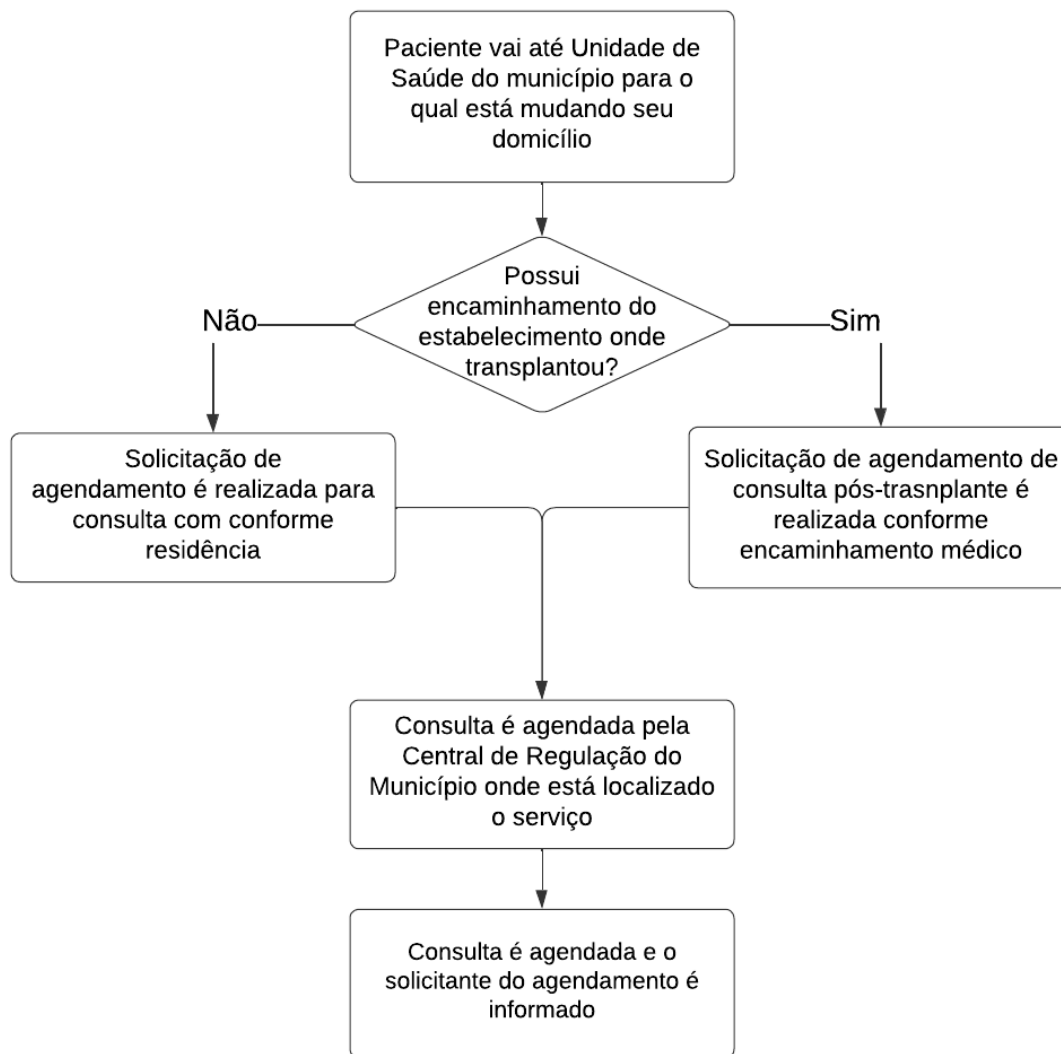 Paciente vai até Unidade de
Saúde do município para o
qual está mudando seu
domicílio
Possui
encaminhamento do
estabelecimento onde
transplantou?
Não
Sim
Solicitação de
agendamento é realizada para
consulta com conforme
residência
Solicitação de agendamento de
consulta pós-trasnplante é
realizada conforme
encaminhamento médico
Consulta é agendada pela
Central de Regulação do
Município onde está localizado
o serviço
Consulta é agendada e o
solicitante do agendamento é
informado